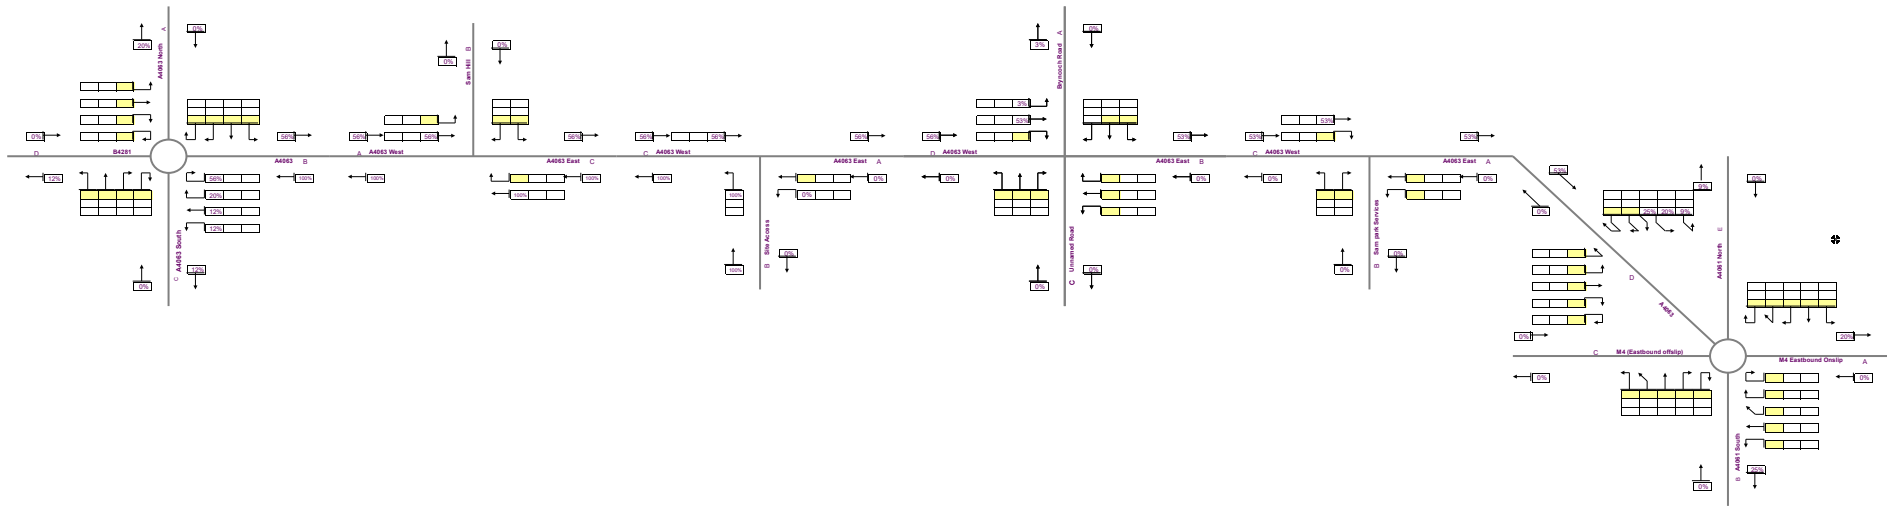 0%
20%
A
A4063 North
0%
B
Sarn Hill
0%
3%
A
Bryncoch Road
0%
3%
53%
53%
0%
56%
56%
56%
56%
56%
56%
56%
56%
53%
53%
53%
D
B4281
A4063
B
A
A4063 West
A4063 East
C
C
A4063 West
A4063 East
A
D
A4063 West
A4063 East
B
C
A4063 West
A4063 East
A
53%
9%
0%
12%
56%
20%
12%
12%
100%
100%
100%
100%
100%
100%
0%
0%
0%
0%
0%
0%
0%
25%
20%
9%
A4063 South
C
0%
12%
Site Access
B
100%
0%
Unnamed Road
C
0%
0%
Sarn park Services
B
0%
0%
E
A4061 North
D
A4063
0%
20%
C
M4 (Eastbound offslip)
M4 Eastbound Onslip
A
0%
0%
A4061 South
B
0%
25%